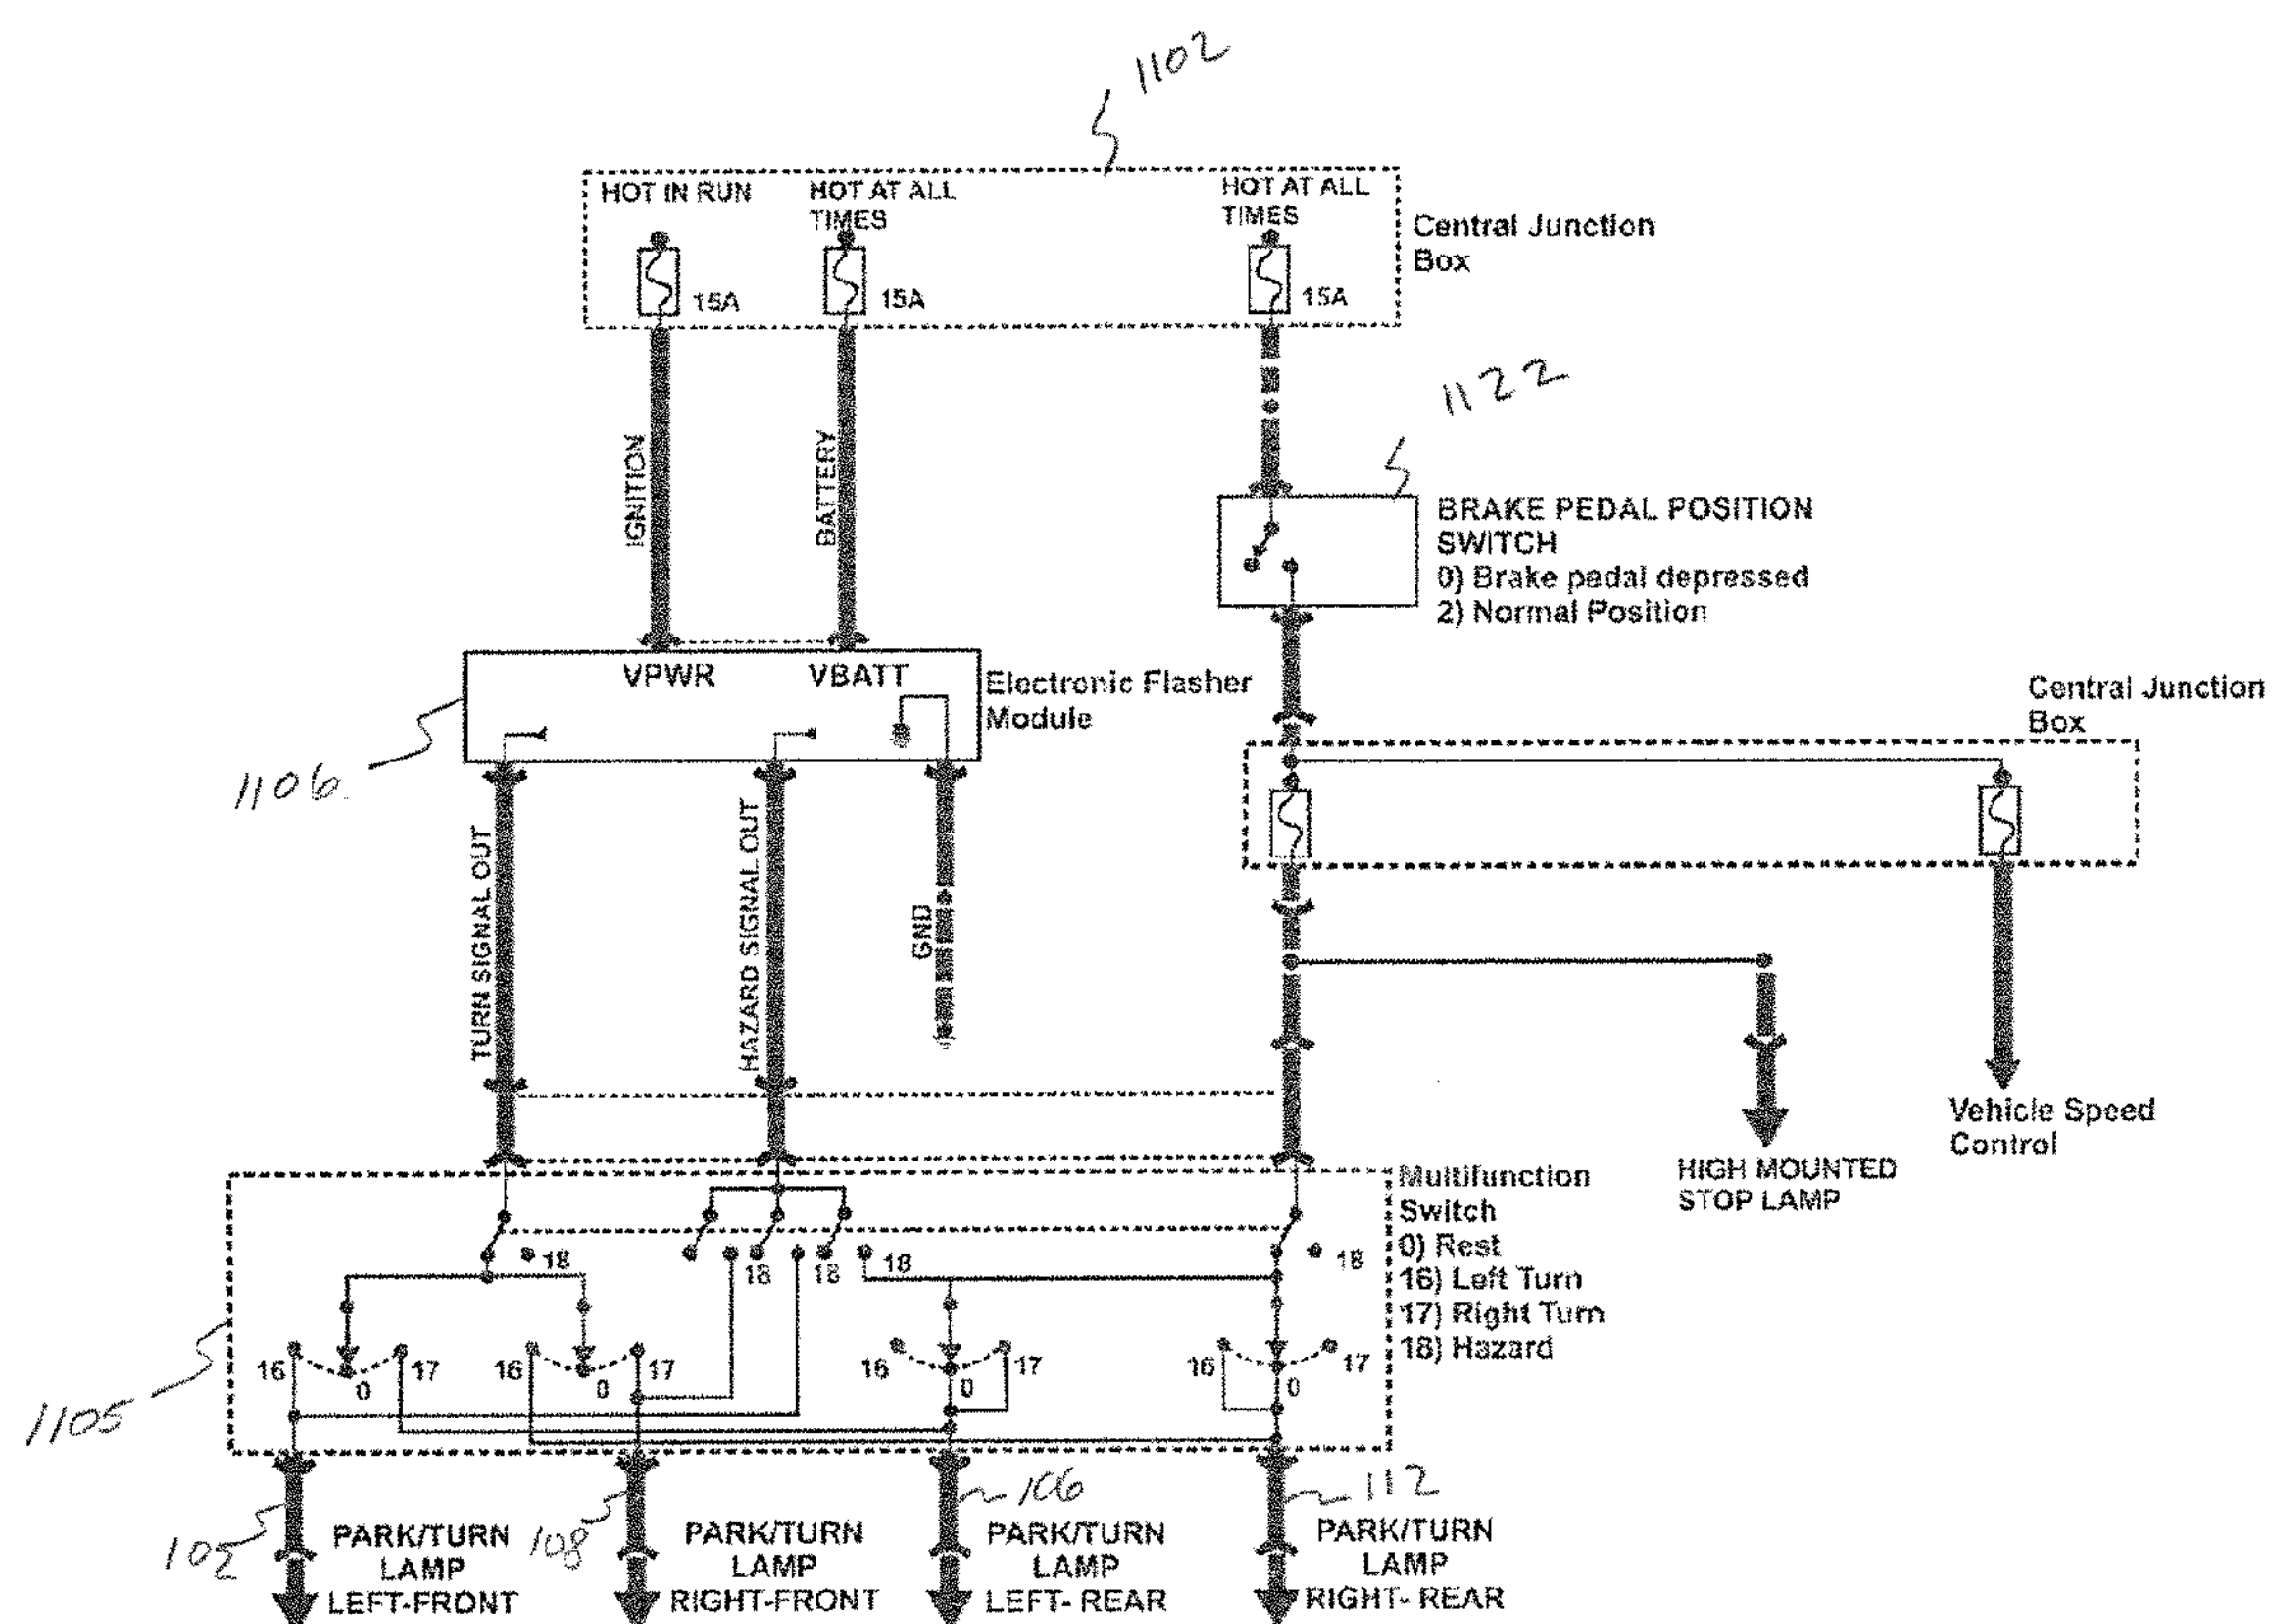 1102
HOT IN RUN
HOT AT ALL
TIMES
HOT AT ALL
TIMES
Central Junction
Box
15A
15A
15A
1122
IGNITION
BATTERY
BRAKE PEDAL POSITION
SWITCH
0) Brake pedal depressed
2) Normal Position
VPWR
VBATT
Electronic Flasher
Module
Central Junction
Box
1106
TURN SIGNAL OUT
HAZARD SIGNAL OUT
GND
Vehicle Speed
Control
HIGH MOUNTED
STOP LAMP
Multifunction
Switch
0) Rest
16) Left Turn
17) Right Turn
18) Hazard
18
18
18
18
18
16
0
17
16
0
17
16
0
17
16
0
17
1105
102
108
106
112
PARK/TURN
LAMP
LEFT-FRONT
PARK/TURN
LAMP
RIGHT-FRONT
PARK/TURN
LAMP
LEFT- REAR
PARK/TURN
LAMP
RIGHT- REAR